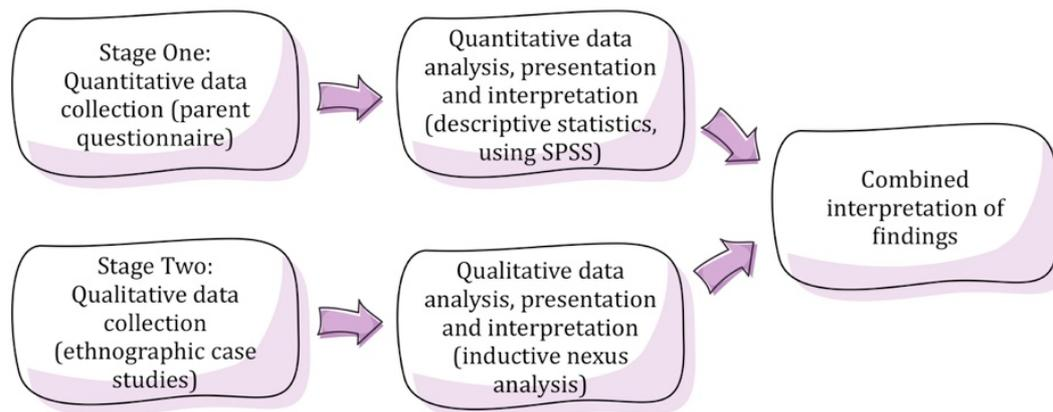 Stage One:
Quantitative data
collection (parent
questionnaire)
Quantitative data
analysis, presentation
and interpretation
(descriptive statistics,
using SPSS)
Stage Two:
Qualitative data
collection
(ethnographic case
studies)
Qualitative data
analysis, presentation
and interpretation
(inductive nexus
analysis)
Combined
interpretation of
findings